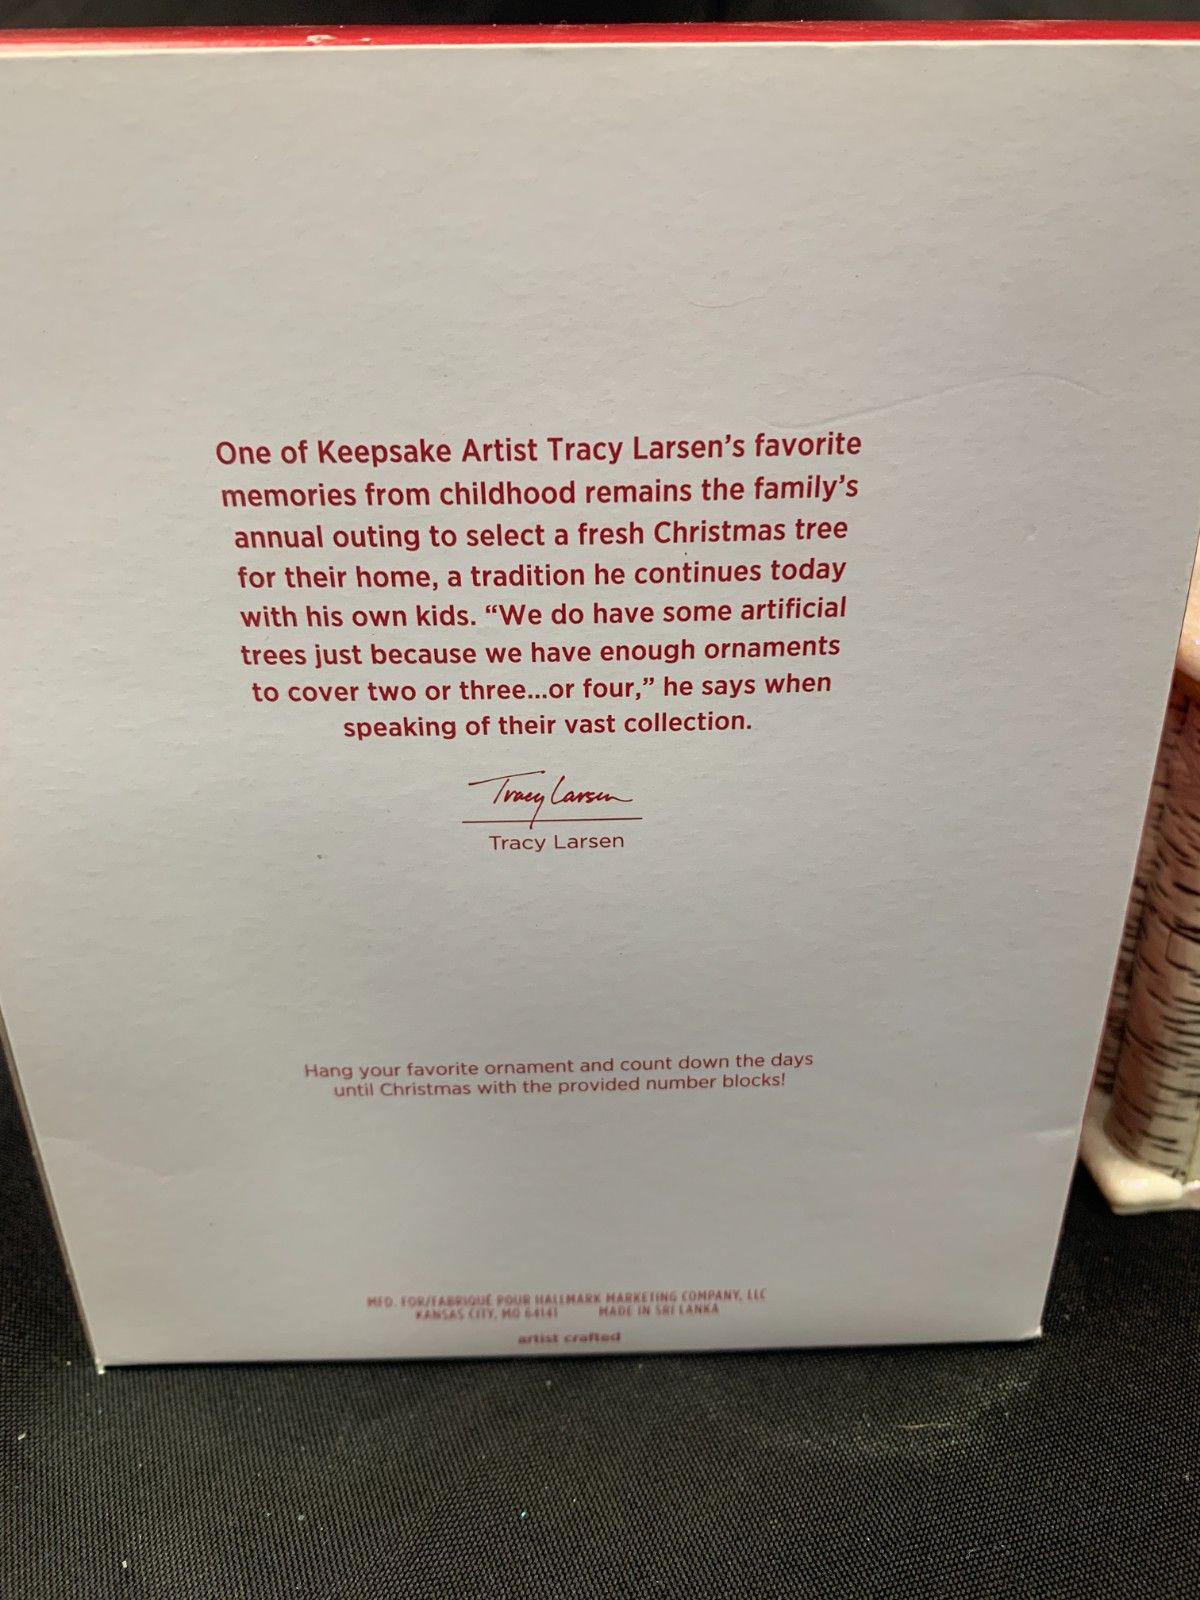 One of Keepsake Artist Tracy Larsen's favorite
memories from childhood remains the family's
annual outing to select a fresh Christmas tree
for their home, a tradition he continues today
with his own kids. “We do have some artificial
trees just because we have enough ornaments
to cover two or three...or four,” he says when
speaking of their vast collection.
Tracy Larsen
Tracy Larsen
Hang your favorite ornament and count down the days
until Christmas with the provided number blocks!
MFD. FOR/FABRIQUÉ POUR HALLMARK MARKETING COMPANY, LLC
KANSAS CITY, MO 64141 MADE IN SRI LANKA
artist crafted